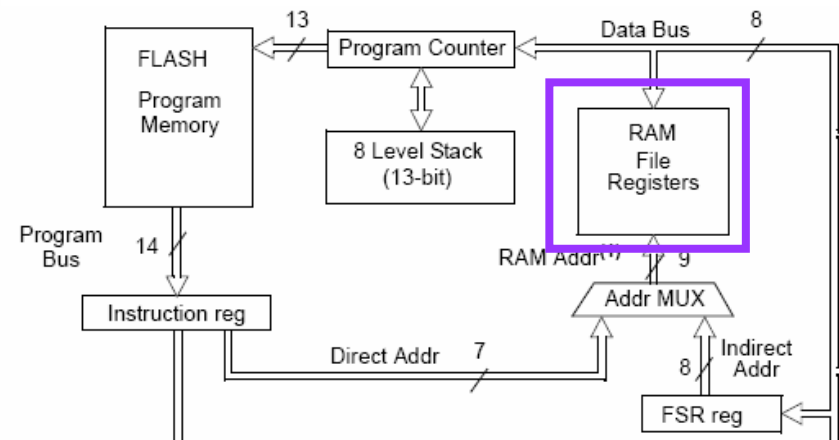 13
Data Bus
8
FLASH
Program
Memory
Program Counter
8 Level Stack
(13-bit)
RAM
File
Registers
Program
Bus
14
RAM Addr(1)
9
Addr MUX
Instruction reg
Direct Addr
7
8
Indirect
Addr
FSR reg